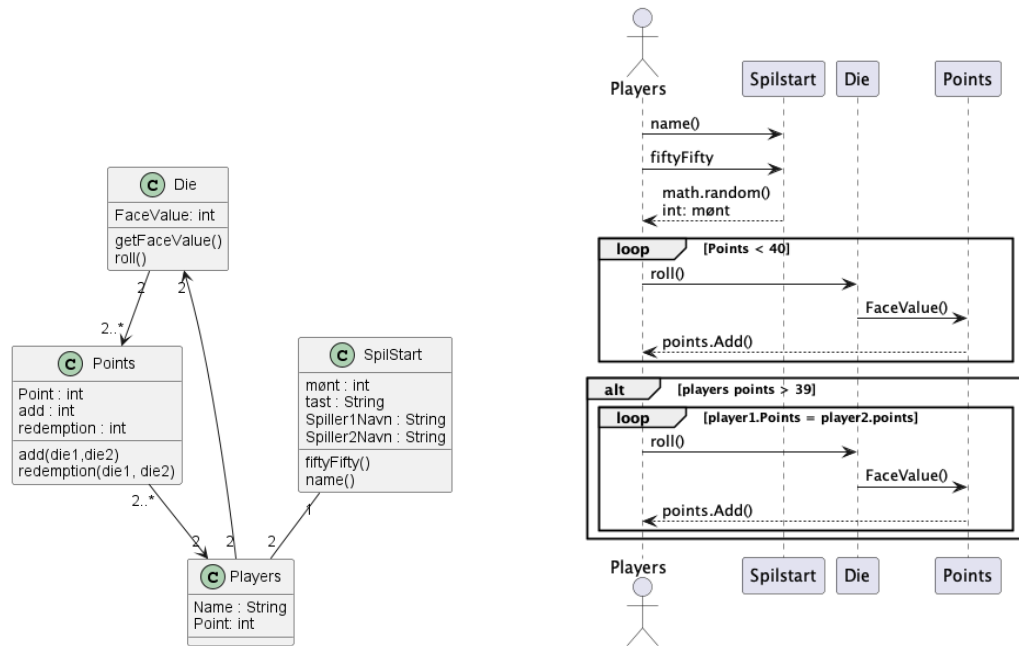 C Die
FaceValue: int
getFaceValue()
roll()
2
2
2..*
C Points
Point : int
add : int
redemption : int
add(die1,die2)
redemption(die1, die2)
C SpilStart
mønt : int
tast : String
Spiller1Navn : String
Spiller2Navn : String
fiftyFifty()
name()
2..*
1
2
2
2
C Players
Name : String
Point: int
Players
Spilstart
Die
Points
name()
fiftyFifty
math.random()
int: mønt
loop [Points < 40]
roll()
FaceValue()
points.Add()
alt [players points > 39]
loop [player1.Points = player2.points]
roll()
FaceValue()
points.Add()
Players
Spilstart
Die
Points